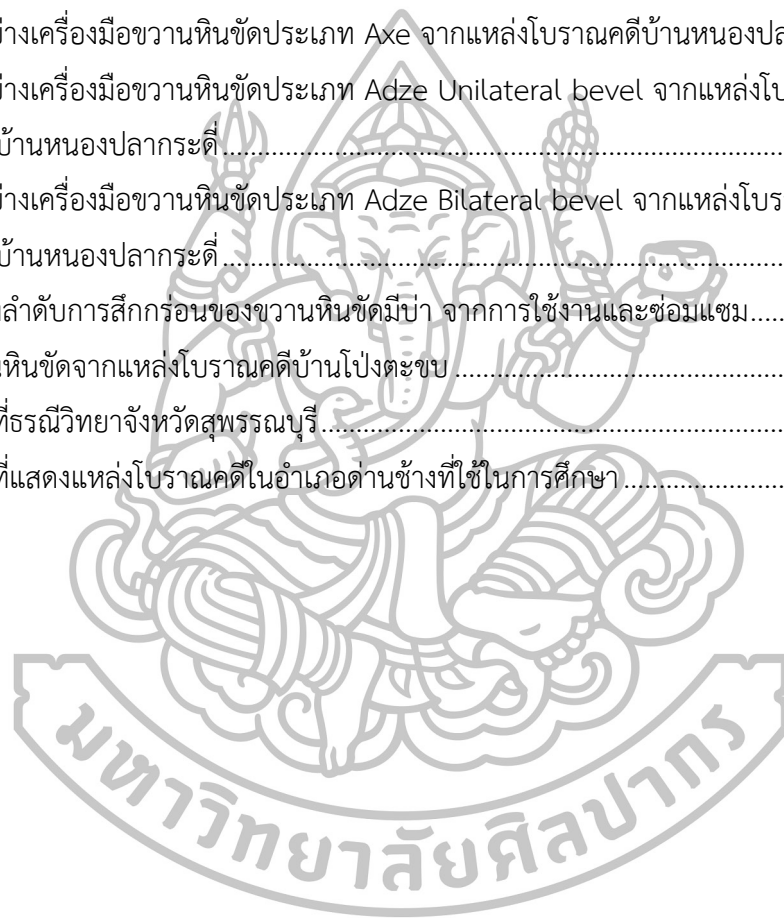 ย่างเครื่องมือขวานหินขัดประเภท Axe จากแหล่งโบราณคดีบ้านหนองปลา
ย่างเครื่องมือขวานหินขัดประเภท Adze Unilateral bevel จากแหล่งโบ
บ้านหนองปลากระดี่
ย่างเครื่องมือขวานหินขัดประเภท Adze Bilateral bevel จากแหล่งโบร
บ้านหนองปลากระดี่
ลำดับการสึกกร่อนของขวานหินขัดมีบ่า จากการใช้งานและซ่อมแซม
นหินขัดจากแหล่งโบราณคดีบ้านโป่งตะขบ
ที่ธรณีวิทยาจังหวัดสุพรรณบุรี
ที่แสดงแหล่งโบราณคดีในอำเภอด่านช้างที่ใช้ในการศึกษา
มหาวิทยาลัยศิลปากร